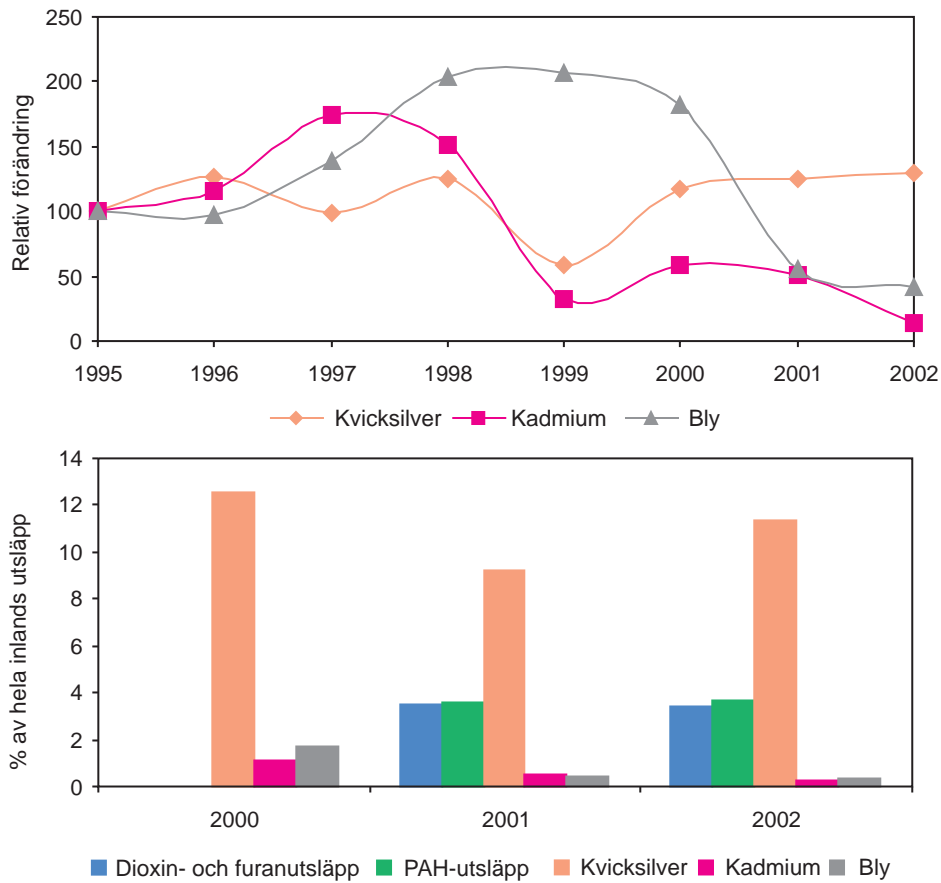 250
200
150
100
50
0
Relativ förändring
1995 1996 1997 1998 1999 2000 2001 2002
Kvicksilver Kadmium Bly
14
12
10
8
6
4
2
0
% av hela inlands utsläpp
2000 2001 2002
Dioxin- och furanutsläpp PAH-utsläpp Kvicksilver Kadmium Bly